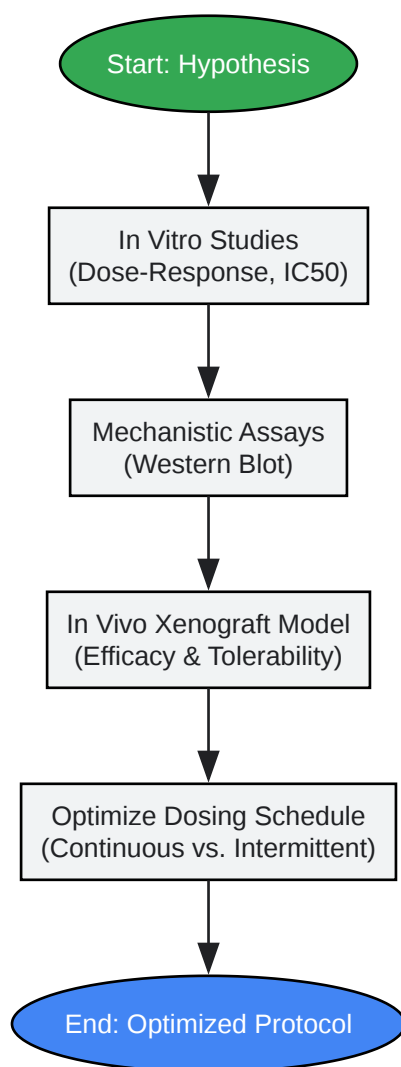 Start: Hypothesis
In Vitro Studies
(Dose-Response, IC50)
Mechanistic Assays
(Western Blot)
In Vivo Xenograft Model
(Efficacy & Tolerability)
Optimize Dosing Schedule
(Continuous vs. Intermittent)
End: Optimized Protocol